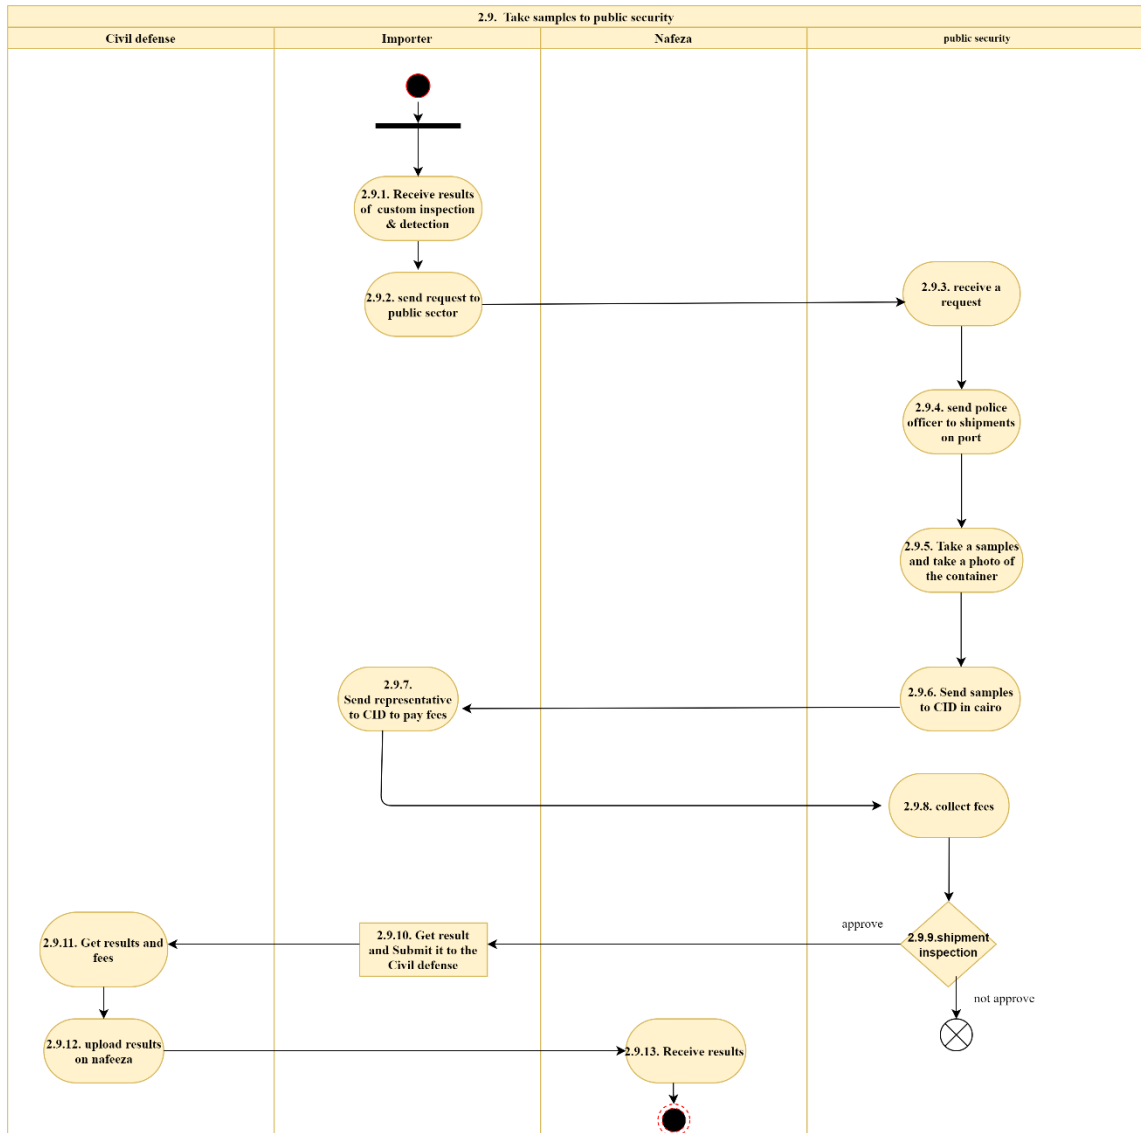 2.9. Take samples to public security
Civil defense
Importer
Nafeza
public security
2.9.1. Receive results
of custom inspection
& detection
2.9.2. send request to
public sector
2.9.3. receive a
request
2.9.4. send police
officer to shipments
on port
2.9.5. Take a samples
and take a photo of
the container
2.9.6. Send samples
to CID in cairo
2.9.7.
Send representative
to CID to pay fees
2.9.8. collect fees
2.9.9.shipment
inspection
approve
not approve
2.9.10. Get result
and Submit it to the
Civil defense
2.9.11. Get results and
fees
2.9.12. upload results
on nafeeza
2.9.13. Receive results